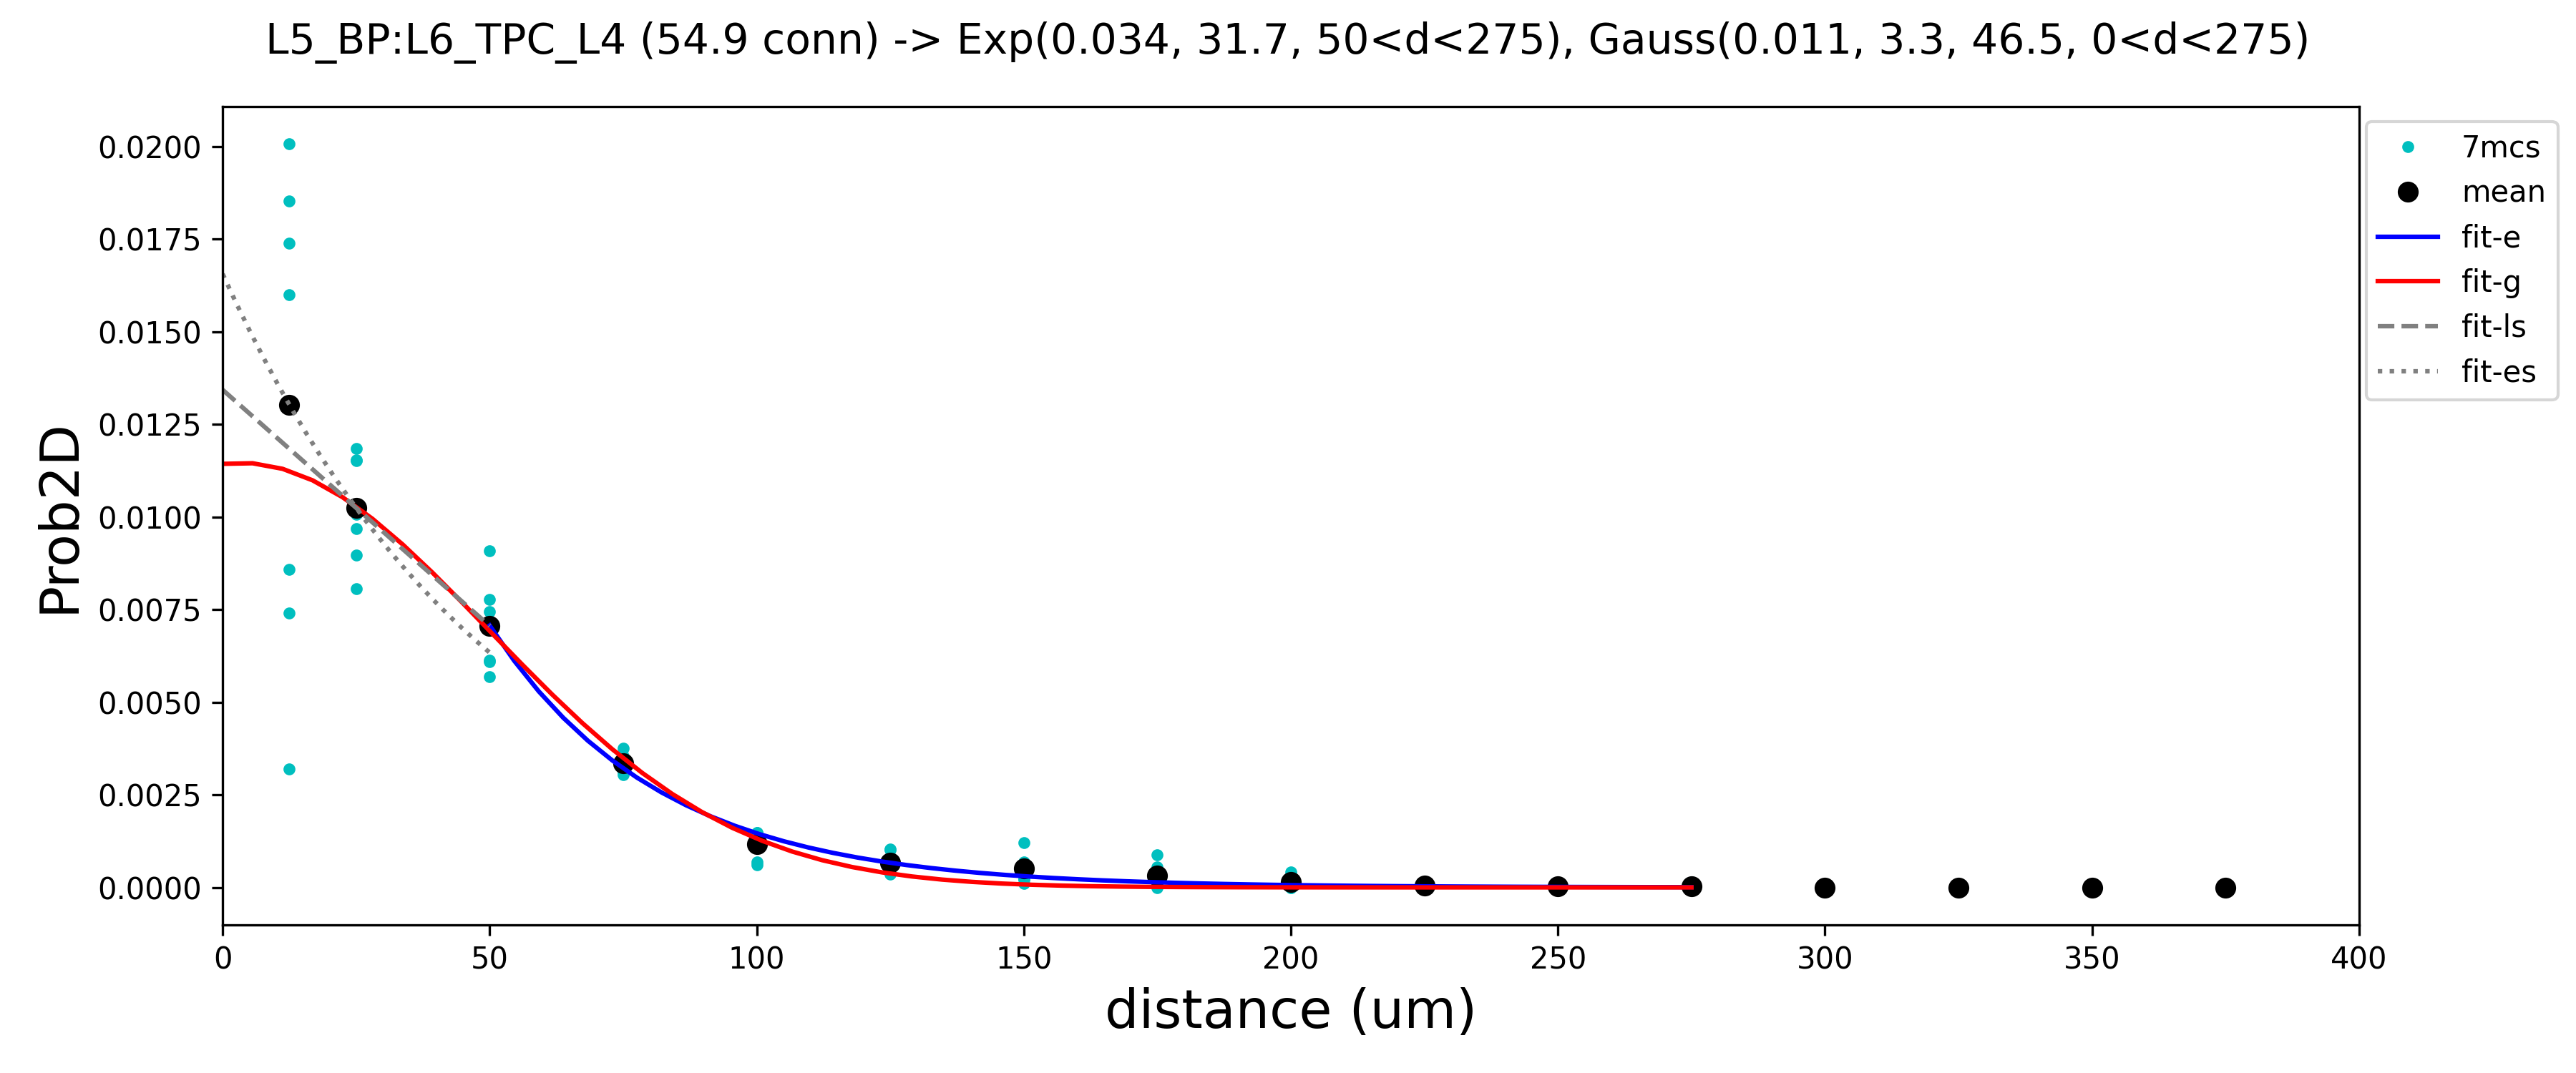 L5_BP:L6_TPC_L4 (54.9 conn) -> Exp(0.034, 31.7, 50<d<275), Gauss(0.011, 3.3, 46.5, 0<d<275)
0.0200
0.0175
0.0150
0.0125
0.0100
0.0075
0.0050
0.0025
0.0000
Prob2D
0 50 100 150 200 250 300 350 400
distance (um)
7mcs
mean
fit-e
fit-g
fit-ls
fit-es